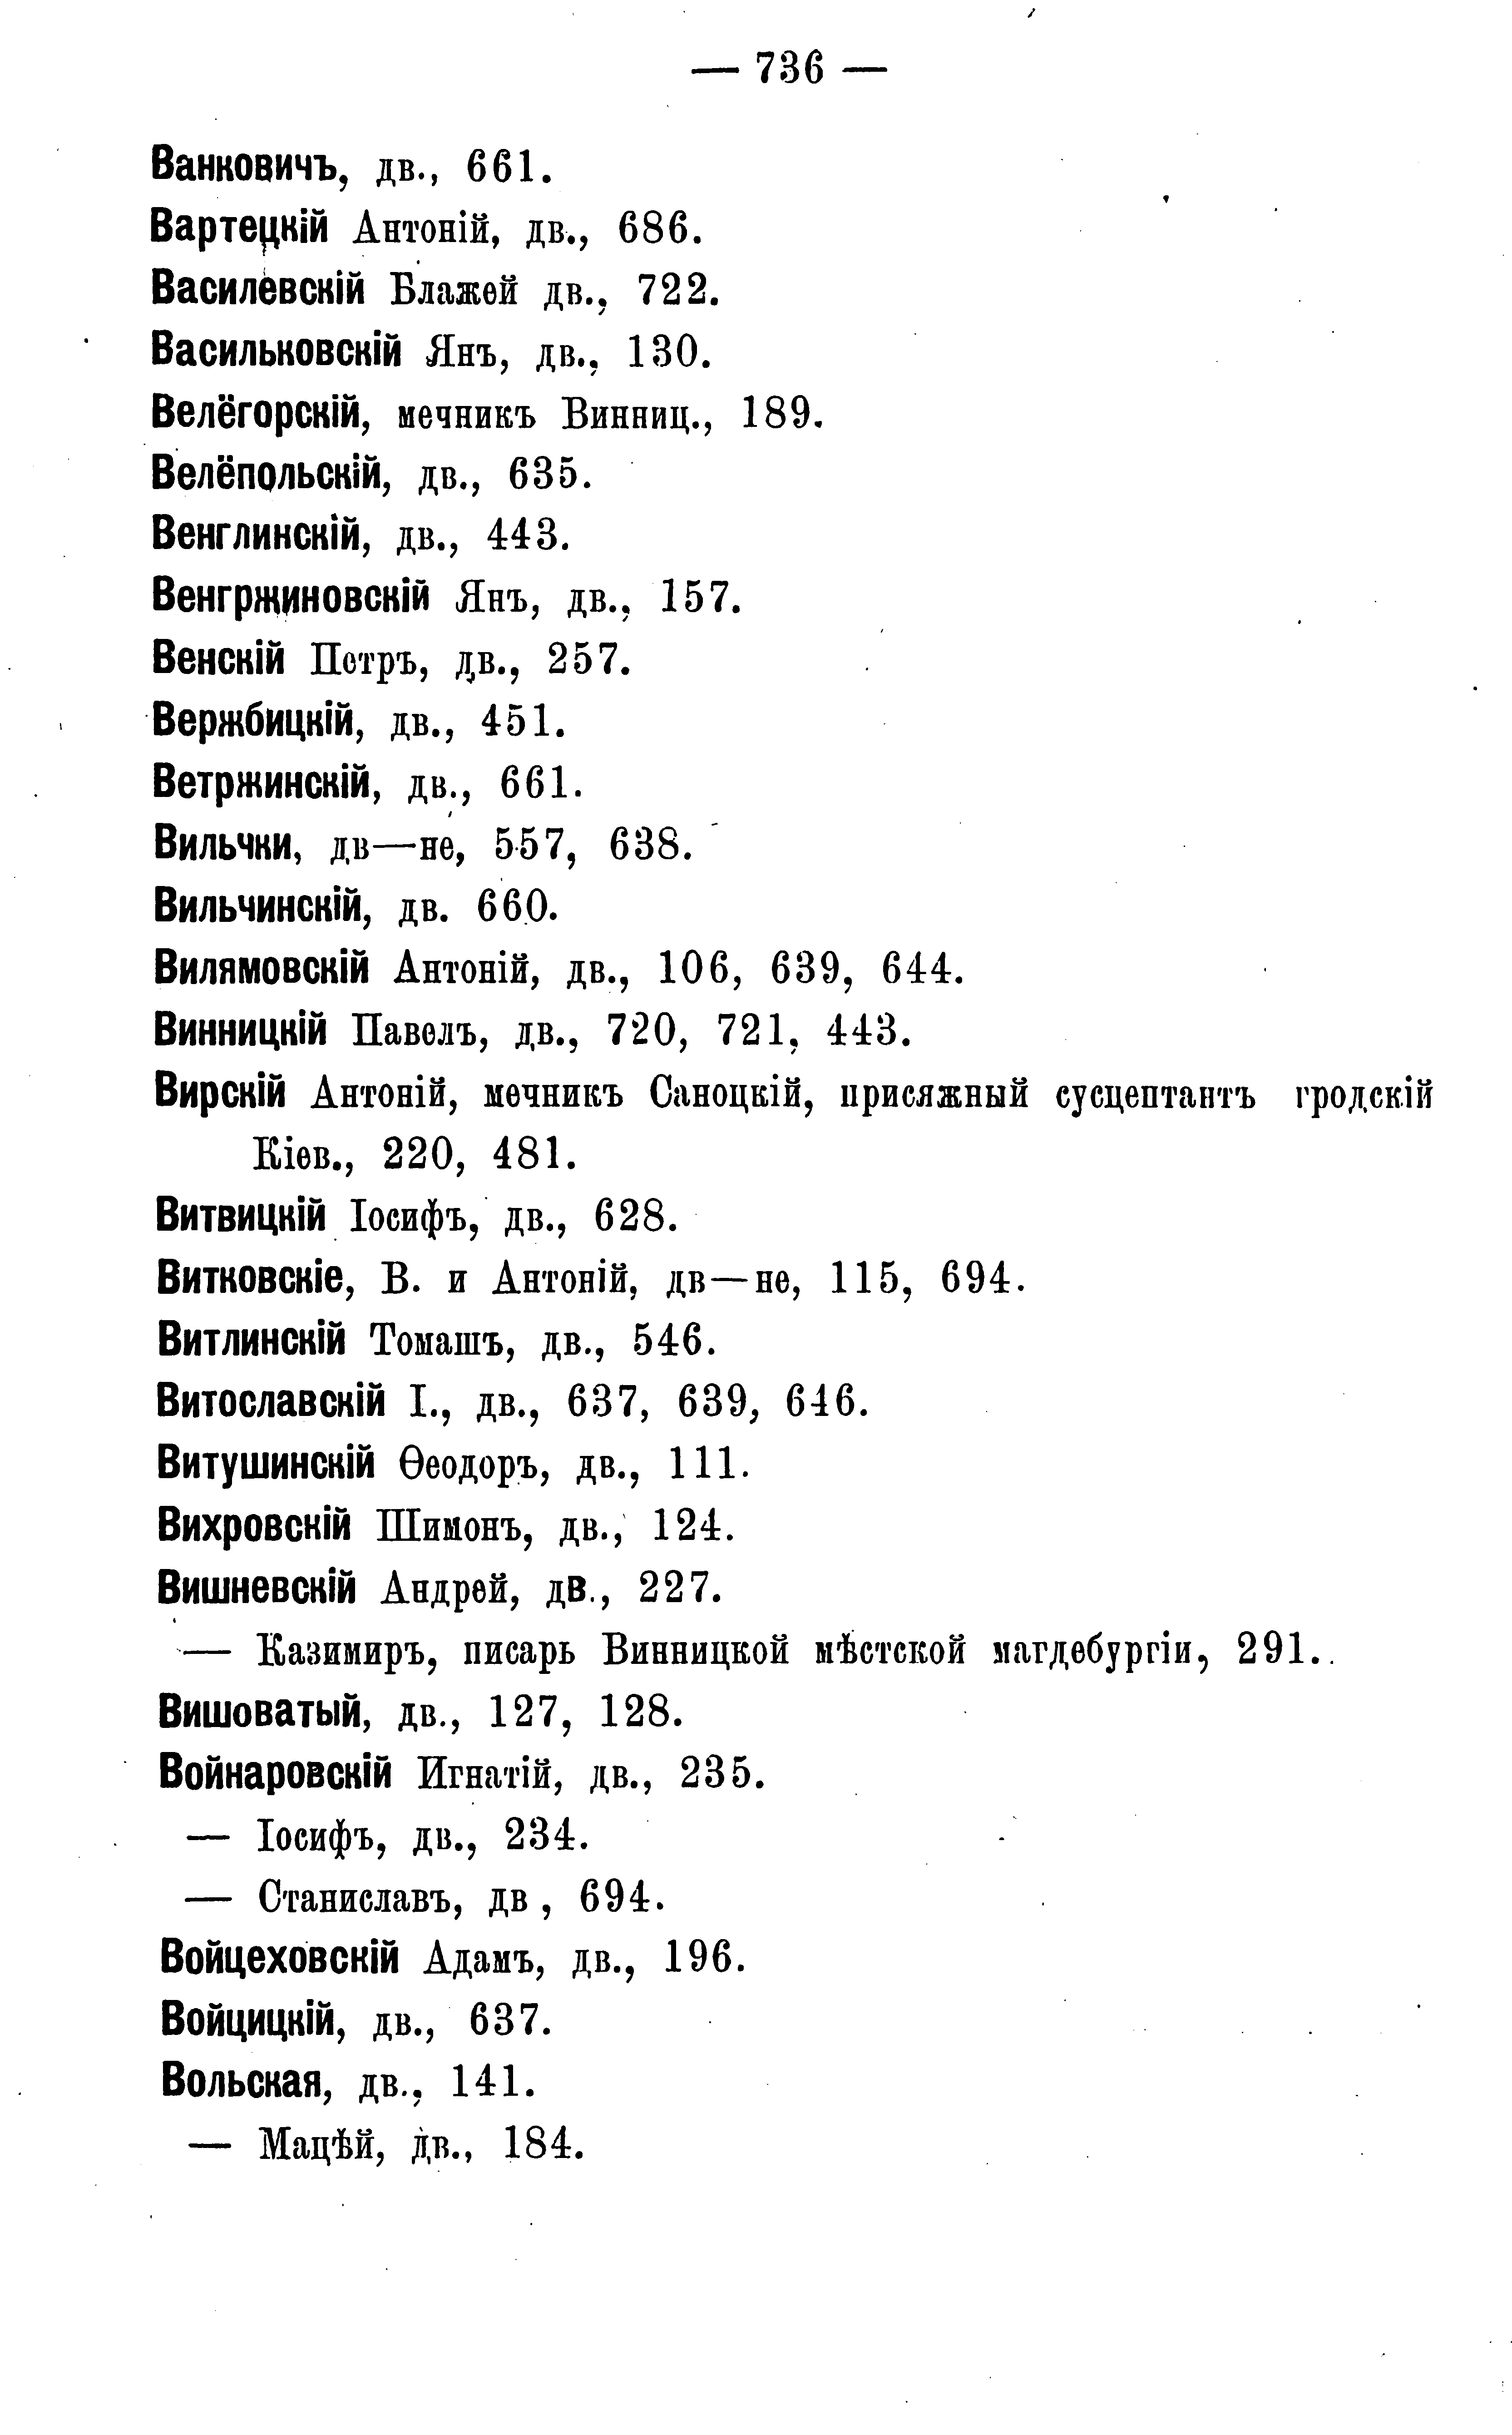 — 736 —
Ванковичъ, дв., 661.
Вартецкій Антоній, дв., 686.
Василевскій Блажей дв., 722.
Васильковскій Янъ, дв., 130.
Велёгорскій, мечникъ Винниц., 189.
Велёпольскій, дв., 635.
Венглинскій, дв., 443.
Венгржиновскій Янъ, дв., 157.
Венскій Петръ, дв., 257.
Вержбицкій, дв., 451.
Ветржинскій, дв., 661.
Вильчки, дв—не, 557, 638.
Вильчинскій, дв. 660.
Вилямовскій Антоній, дв., 106, 639, 644.
Винницкій Павелъ, дв., 720, 721, 443.
Вирскій Антоній, мечникъ Саноцкій, присяжный сусцептантъ гродскій
Кіев., 220, 481.
Витвицкій Іосифъ, дв., 628.
Витковскіе, В. и Антоній, дв—не, 115, 694.
Витлинскій Томашъ, дв., 546.
Витославскій І., дв., 637, 639, 646.
Витушинскій Ѳеодоръ, дв., 111.
Вихровскій Шимонъ, дв., 124.
Вишневскій Андрей, дв., 227.
— Казимиръ, писарь Винницкой мѣстской магдебургіи, 291.
Вишоватый, дв., 127, 128.
Войнаровскій Игнатій, дв., 235.
— Іосифъ, дв., 234.
— Станиславъ, дв , 694.
Войцеховскій Адамъ, дв., 196.
Войцицкій, дв., 637.
Вольская, дв., 141.
— Мацѣй, дв., 184.